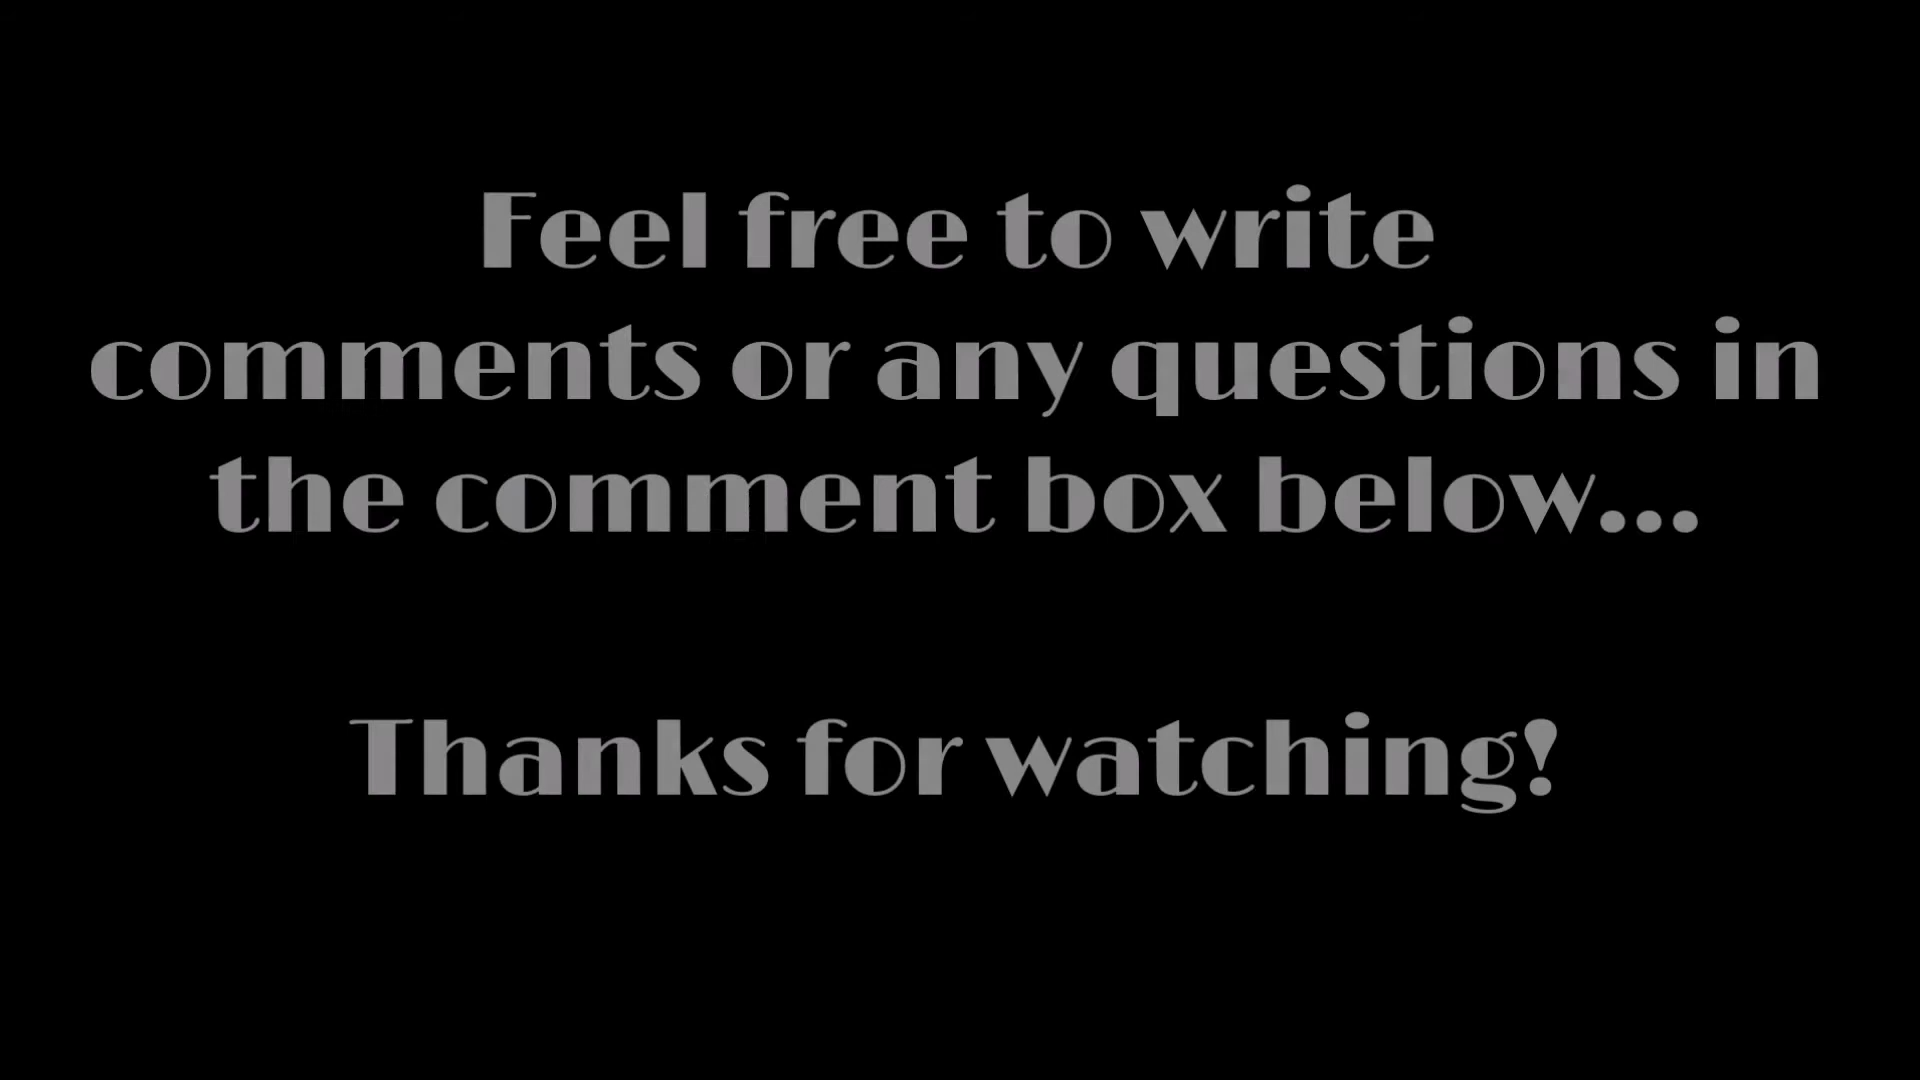 Feel free to write
comments or any questions in
the comment box below...
Thanks for watching!